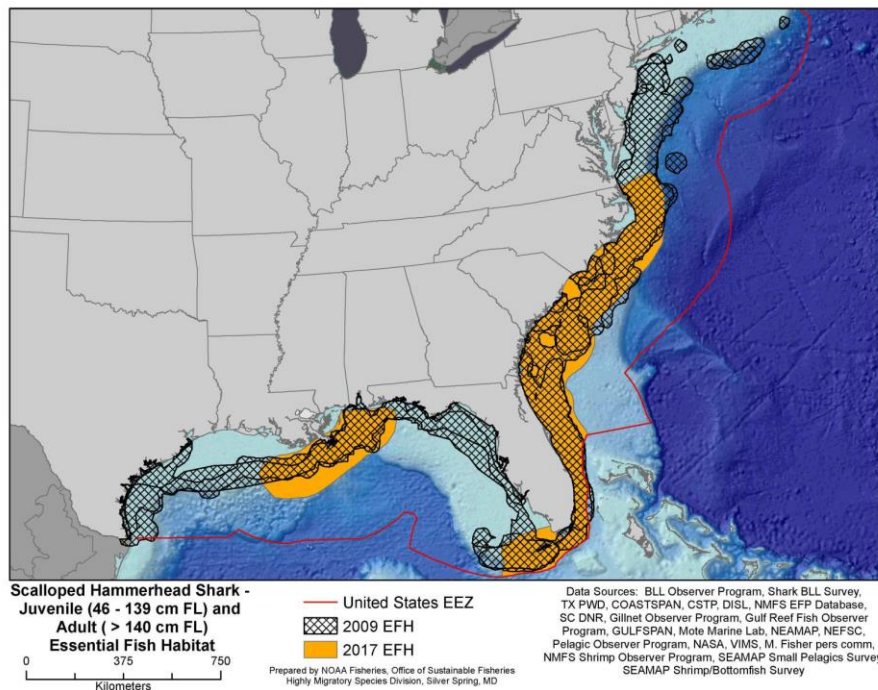 Scalloped Hammerhead Shark -
Juvenile (46 - 139 cm FL) and
Adult ( > 140 cm FL)
Essential Fish Habitat
0 375 750
Kilometers
United States EEZ
2009 EFH
2017 EFH
Prepared by NOAA Fisheries, Office of Sustainable Fisheries
Highly Migratory Species Division, Silver Spring, MD
Data Sources: BLL Observer Program, Shark BLL Survey,
TX PWD, COASTSPAN, CSTP, DISL, NMFS EFP Database,
SC DNR, Gillnet Observer Program, Gulf Reef Fish Observer
Program, GULFSPAN, Mote Marine Lab, NEAMAP, NEFSC,
Pelagic Observer Program, NASA, VIMS, M. Fisher pers comm,
NMFS Shrimp Observer Program, SEAMAP Small Pelagics Survey
SEAMAP Shrimp/Bottomfish Survey